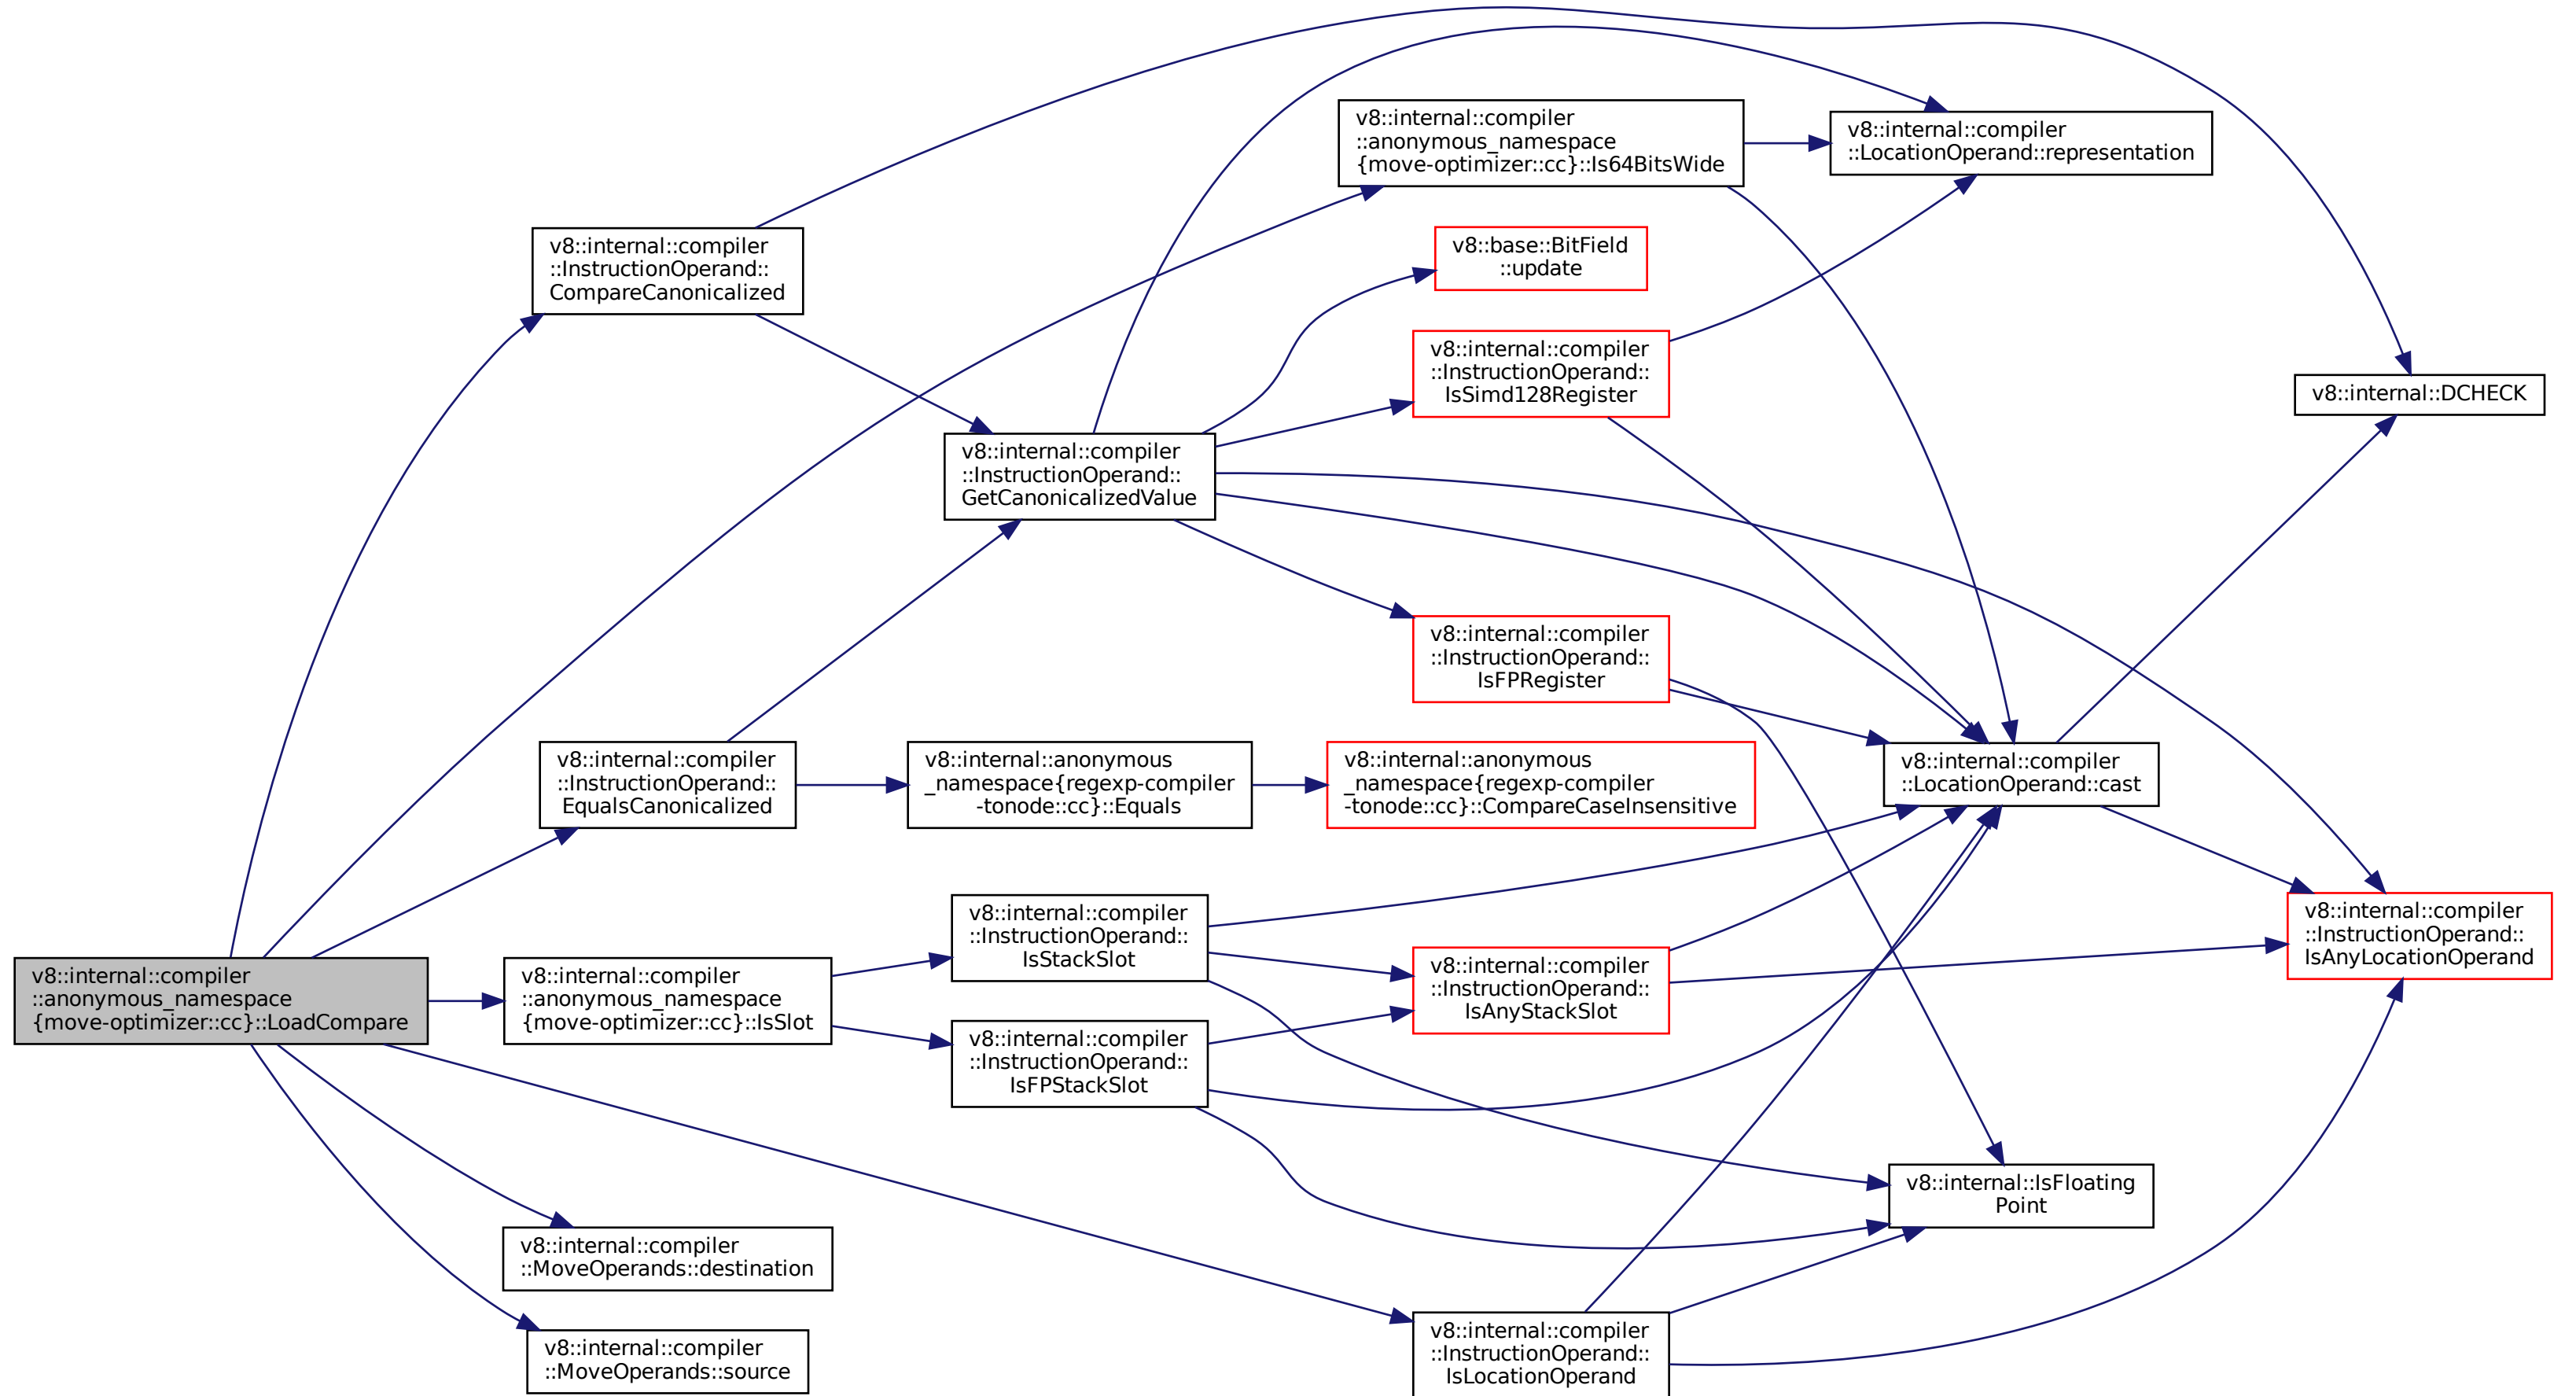 v8::internal::compiler
::anonymous_namespace
{move-optimizer::cc}::LoadCompare
v8::internal::compiler
::InstructionOperand::
CompareCanonicalized
v8::internal::compiler
::InstructionOperand::
EqualsCanonicalized
v8::internal::compiler
::anonymous_namespace
{move-optimizer::cc}::IsSlot
v8::internal::compiler
::MoveOperands::destination
v8::internal::compiler
::MoveOperands::source
v8::internal::compiler
::InstructionOperand::
GetCanonicalizedValue
v8::internal::anonymous
_namespace{regexp-compiler
-tonode::cc}::Equals
v8::internal::compiler
::InstructionOperand::
IsStackSlot
v8::internal::compiler
::InstructionOperand::
IsFPStackSlot
v8::internal::compiler
::anonymous_namespace
{move-optimizer::cc}::Is64BitsWide
v8::base::BitField
::update
v8::internal::compiler
::InstructionOperand::
IsSimd128Register
v8::internal::compiler
::InstructionOperand::
IsFPRegister
v8::internal::anonymous
_namespace{regexp-compiler
-tonode::cc}::CompareCaseInsensitive
v8::internal::compiler
::InstructionOperand::
IsAnyStackSlot
v8::internal::compiler
::InstructionOperand::
IsLocationOperand
v8::internal::compiler
::LocationOperand::representation
v8::internal::compiler
::LocationOperand::cast
v8::internal::IsFloating
Point
v8::internal::DCHECK
v8::internal::compiler
::InstructionOperand::
IsAnyLocationOperand